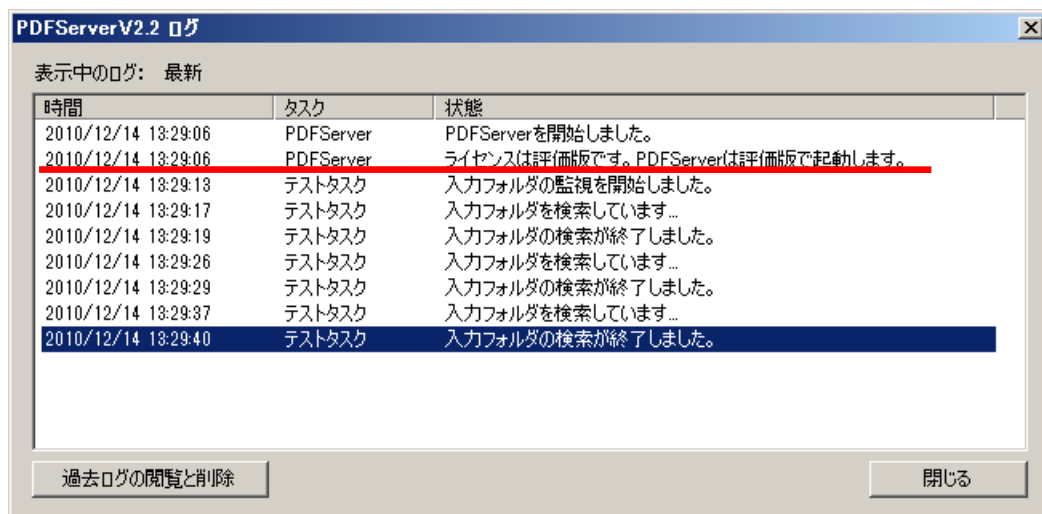 PDFServerV2.2 ログ
表示中のログ: 最新
時間 タスク 状態
2010/12/14 13:29:06 PDFServer PDFServerを開始しました。
2010/12/14 13:29:06 PDFServer ライセンスは評価版です。PDFServerは評価版で起動します。
2010/12/14 13:29:13 テストタスク 入力フォルダの監視を開始しました。
2010/12/14 13:29:17 テストタスク 入力フォルダを検索しています...
2010/12/14 13:29:19 テストタスク 入力フォルダの検索が終了しました。
2010/12/14 13:29:26 テストタスク 入力フォルダを検索しています...
2010/12/14 13:29:29 テストタスク 入力フォルダの検索が終了しました。
2010/12/14 13:29:37 テストタスク 入力フォルダを検索しています...
2010/12/14 13:29:40 テストタスク 入力フォルダの検索が終了しました。
過去ログの閲覧と削除 閉じる